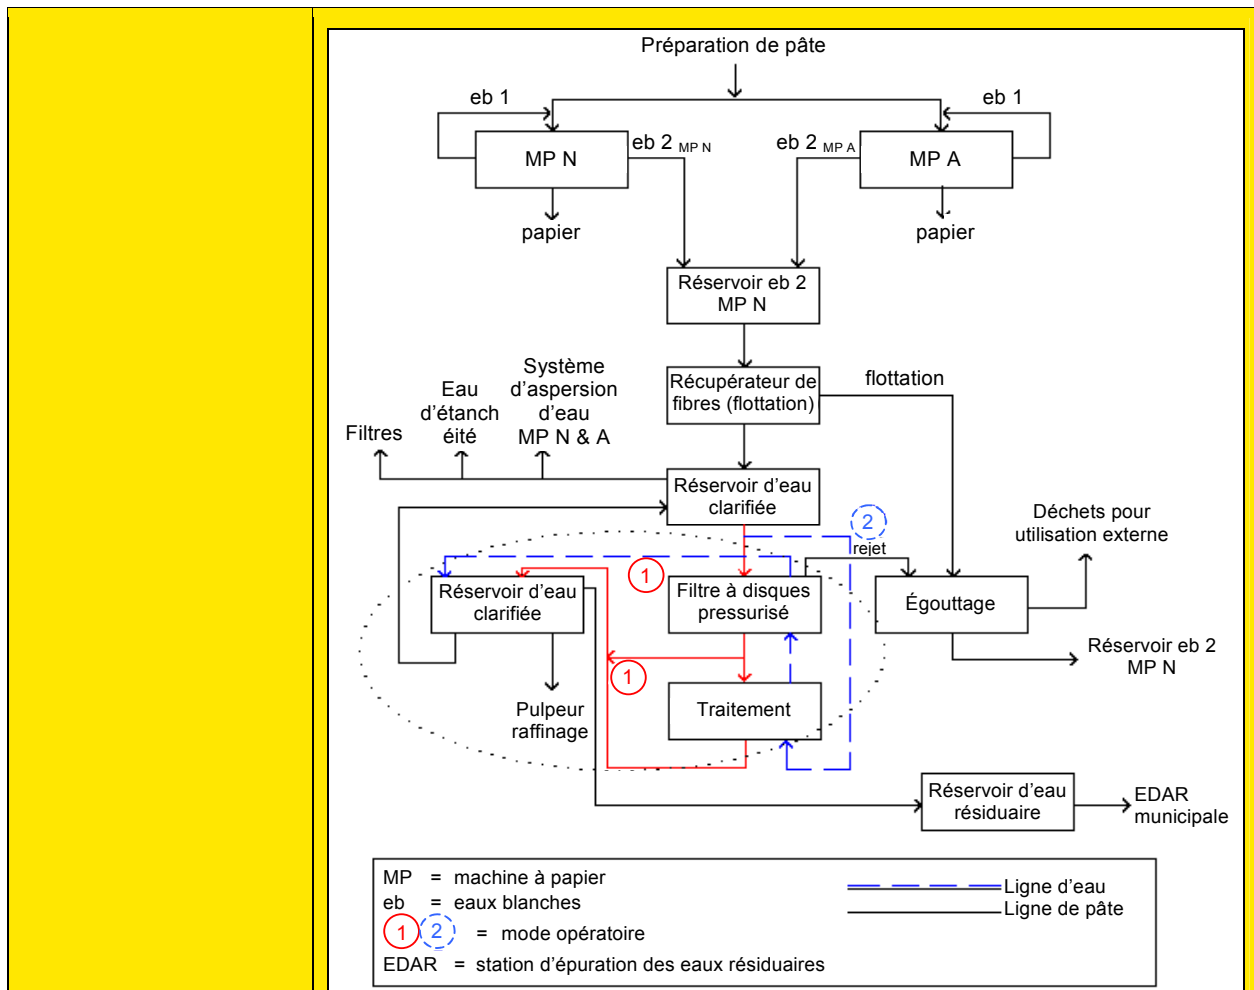 Préparation de pâte
eb 1
eb 1
MP N
eb 2 MP N
eb 2 MP A
MP A
papier
papier
Réservoir eb 2
MP N
Système
d'aspersion
d'eau
MP N & A
Eau
d'étanch
éité
Filtres
Récupérateur de
fibres (flottation)
flottation
Réservoir d'eau
clarifiée
Déchets pour
utilisation externe
2
rejet
1
Réservoir d'eau
clarifiée
Filtre à disques
pressurisé
Égouttage
1
Réservoir eb 2
MP N
Pulpeur
raffinage
Traitement
Réservoir d'eau
résiduaire
EDAR
municipale
MP = machine à papier
eb = eaux blanches
1 2 = mode opératoire
EDAR = station d'épuration des eaux résiduaires
Ligne d'eau
Ligne de pâte